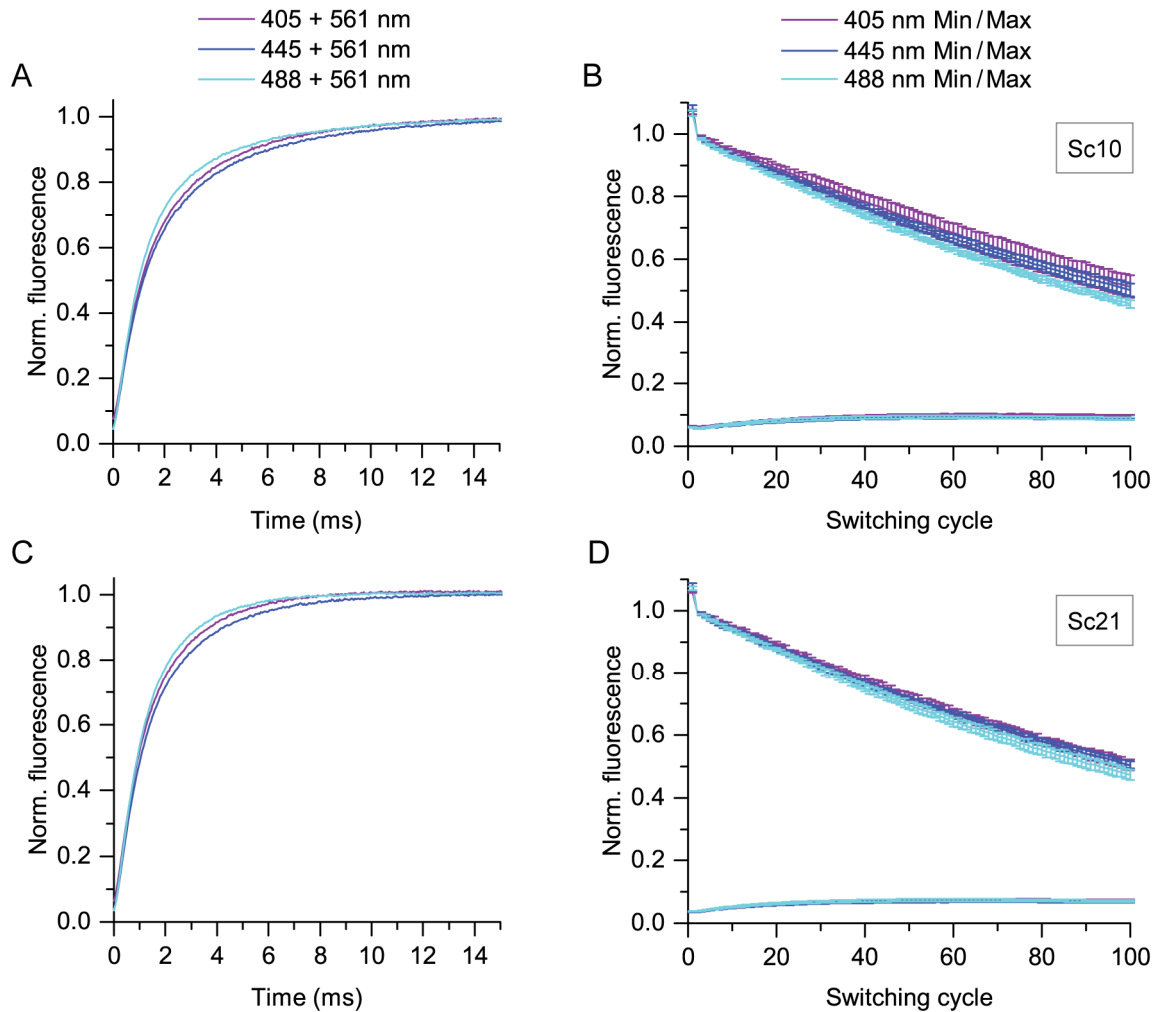 405 + 561 nm
445 + 561 nm
488 + 561 nm
405 nm Min/Max
445 nm Min/Max
488 nm Min/Max
A
Norm. fluorescence
1.0
0.8
0.6
0.4
0.2
0.0
0 2 4 6 8 10 12 14
Time (ms)
B
Sc10
Norm. fluorescence
1.0
0.8
0.6
0.4
0.2
0.0
0 20 40 60 80 100
Switching cycle
C
Norm. fluorescence
1.0
0.8
0.6
0.4
0.2
0.0
0 2 4 6 8 10 12 14
Time (ms)
D
Sc21
Norm. fluorescence
1.0
0.8
0.6
0.4
0.2
0.0
0 20 40 60 80 100
Switching cycle